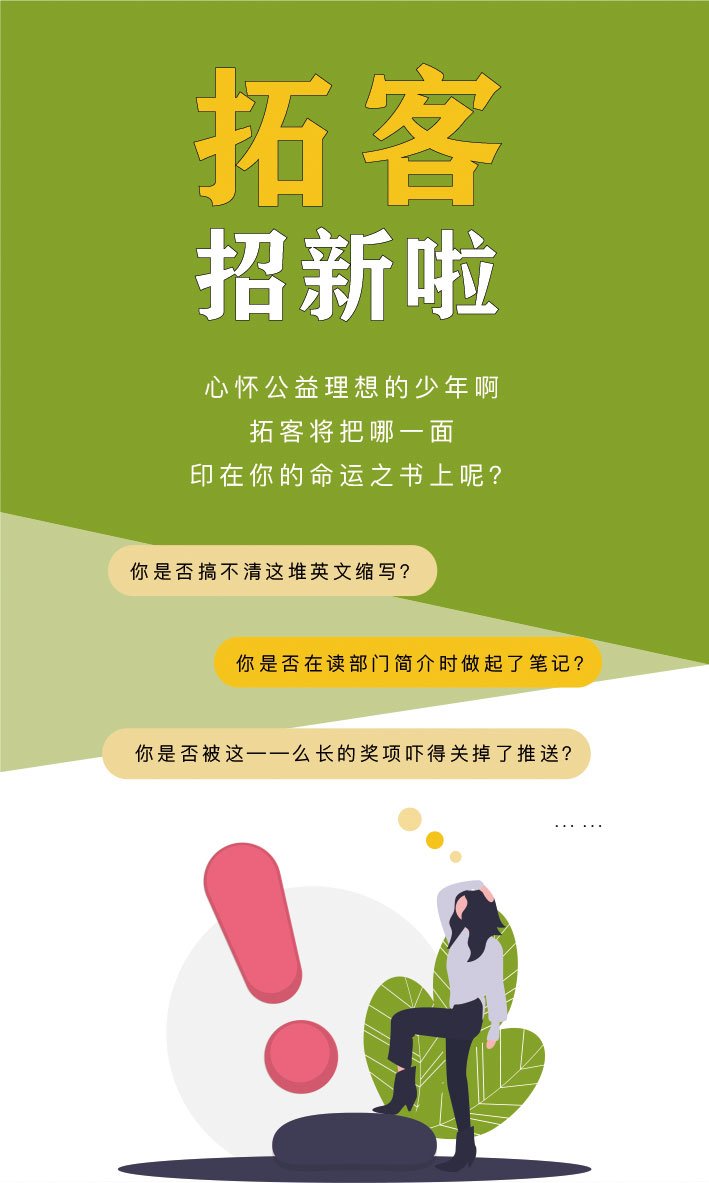 拓客
招新啦
心怀公益理想的少年啊
拓客将把哪一面
印在你的命运之书上呢？
你是否搞不清这堆英文缩写？
你是否在读部门简介时做起了笔记？
你是否被这一一么长的奖项吓得关掉了推送？
... ...